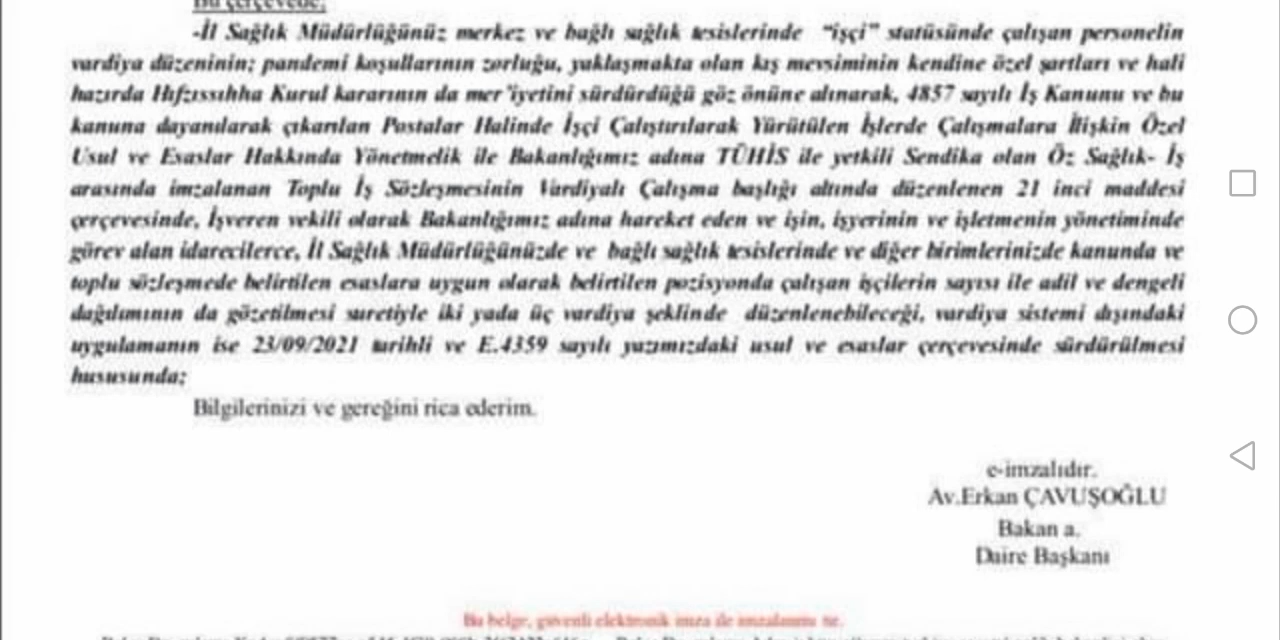 Bu çerçevede;
-İl Sağlık Müdürlüğünüz merkez ve bağlı sağlık tesislerinde “işçi” statüsünde çalışan personelin
vardiya düzeninin; pandemi koşullarının zorluğu, yaklaşmakta olan kış mevsiminin kendine özel şartları ve hali
hazırda Hıfzıssıhha Kurul kararının da mer’iyetini sürdürdüğü göz önüne alınarak, 4857 sayılı İş Kanunu ve bu
kanuna dayanılarak çıkarılan Postalar Halinde İşçi Çalıştırılarak Yürütülen İşlerde Çalışmalara İlişkin Özel
Usul ve Esaslar Hakkında Yönetmelik ile Bakanlığımız adına TÜHİS ile yetkili Sendika olan Öz Sağlık- İş
arasında imzalanan Toplu İş Sözleşmesinin Vardiyalı Çalışma başlığı altında düzenlenen 21 inci maddesi
çerçevesinde, İşveren vekili olarak Bakanlığımız adına hareket eden ve işin, işyerinin ve işletmenin yönetiminde
görev alan idarecilerce, İl Sağlık Müdürlüğünüzde ve bağlı sağlık tesislerinde ve diğer birimlerinizde kanunda ve
toplu sözleşmede belirtilen esaslara uygun olarak belirtilen pozisyonda çalışan işçilerin sayısı ile adil ve dengeli
dağılımının da gözetilmesi suretiyle iki yada üç vardiya şeklinde düzenlenebileceği, vardiya sistemi dışındaki
uygulamanın ise 23/09/2021 tarihli ve E.4359 sayılı yazımızdaki usul ve esaslar çerçevesinde sürdürülmesi
hususunda;
Bilgilerinizi ve gereğini rica ederim.
e-imzalıdır.
Av.Erkan ÇAVUŞOĞLU
Bakan a.
Daire Başkanı
Bu belge, güvenli elektronik imza ile imzalanmıştır.